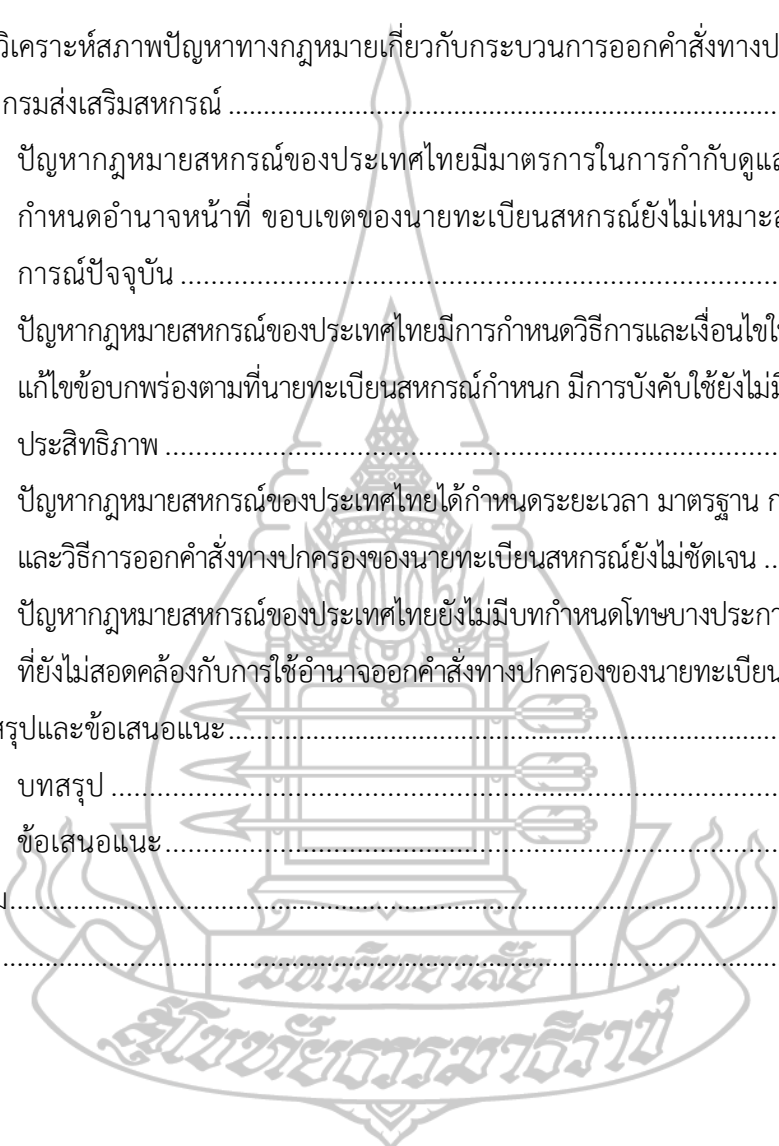 วิเคราะห์สภาพปัญหาทางกฎหมายเกี่ยวกับกระบวนการออกคำสั่งทางป
กรมส่งเสริมสหกรณ์ ................................................................
ปัญหากฎหมายสหกรณ์ของประเทศไทยมีมาตรการในการกำกับดูแล
กำหนดอำนาจหน้าที่ ขอบเขตของนายทะเบียนสหกรณ์ยังไม่เหมาะส
การณ์ปัจจุบัน ................................................................
ปัญหากฎหมายสหกรณ์ของประเทศไทยมีการกำหนดวิธีการและเงื่อนไขใ
แก้ไขข้อบกพร่องตามที่นายทะเบียนสหกรณ์กำหนก มีการบังคับใช้ยังไม่มี
ประสิทธิภาพ ................................................................
ปัญหากฎหมายสหกรณ์ของประเทศไทยได้กำหนดระยะเวลา มาตรฐาน ก
และวิธีการออกคำสั่งทางปกครองของนายทะเบียนสหกรณ์ยังไม่ชัดเจน ..
ปัญหากฎหมายสหกรณ์ของประเทศไทยยังไม่มีบทกำหนดโทษบางประกา
ที่ยังไม่สอดคล้องกับการใช้อำนาจออกคำสั่งทางปกครองของนายทะเบียน
สรุปและข้อเสนอแนะ................................................................
บทสรุป ................................................................
ข้อเสนอแนะ................................................................
มหาวิทยาลัย
สุโขทัยธรรมาธิราช